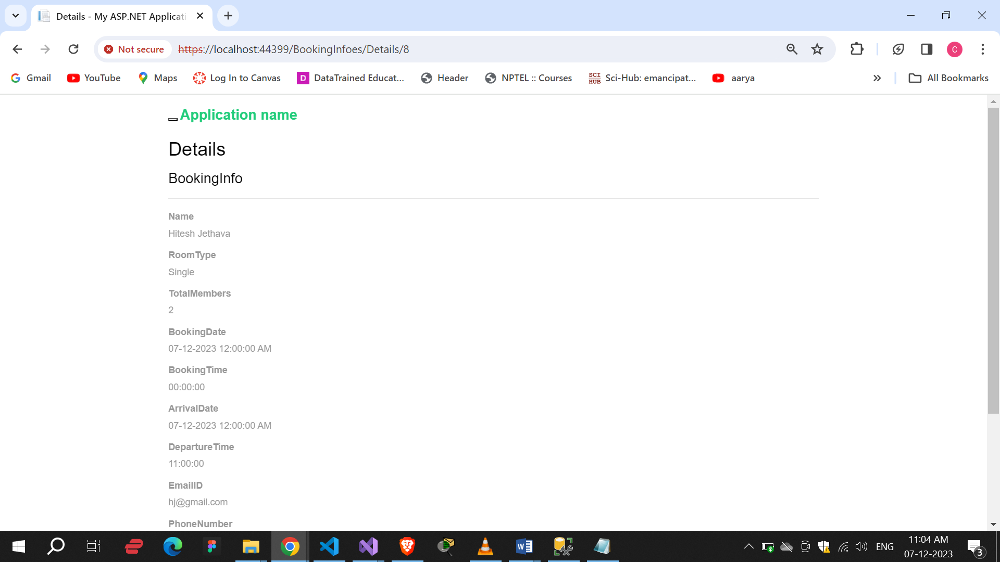 Details - My ASP.NET Applicati
Not secure https://localhost:44399/BookingInfoes/Details/8
C
Gmail YouTube Maps Log In to Canvas D DataTrained Educat... Header NPTEL :: Courses SCI HUB Sci-Hub: emancipat... aarya All Bookmarks
Application name
Details
BookingInfo
Name
Hitesh Jethava
RoomType
Single
TotalMembers
2
BookingDate
07-12-2023 12:00:00 AM
BookingTime
00:00:00
ArrivalDate
07-12-2023 12:00:00 AM
DepartureTime
11:00:00
EmailID
hj@gmail.com
PhoneNumber
ENG
11:04 AM
07-12-2023
3